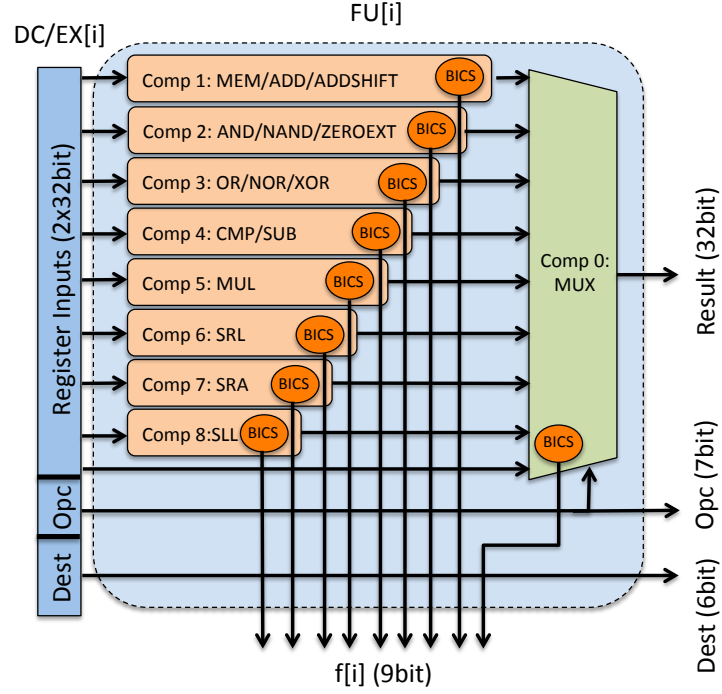 FU[i]
DC/EX[i]
Register Inputs (2x32bit)
Opc
Dest
Comp 1: MEM/ADD/ADDSHIFT
BICS
Comp 2: AND/NAND/ZEROEXT
BICS
Comp 3: OR/NOR/XOR
BICS
Comp 4: CMP/SUB
BICS
Comp 5: MUL
BICS
Comp 6: SRL
BICS
Comp 7: SRA
BICS
Comp 8:SLL
BICS
Comp 0:
MUX
BICS
Result (32bit)
Opc (7bit)
Dest (6bit)
f[i] (9bit)